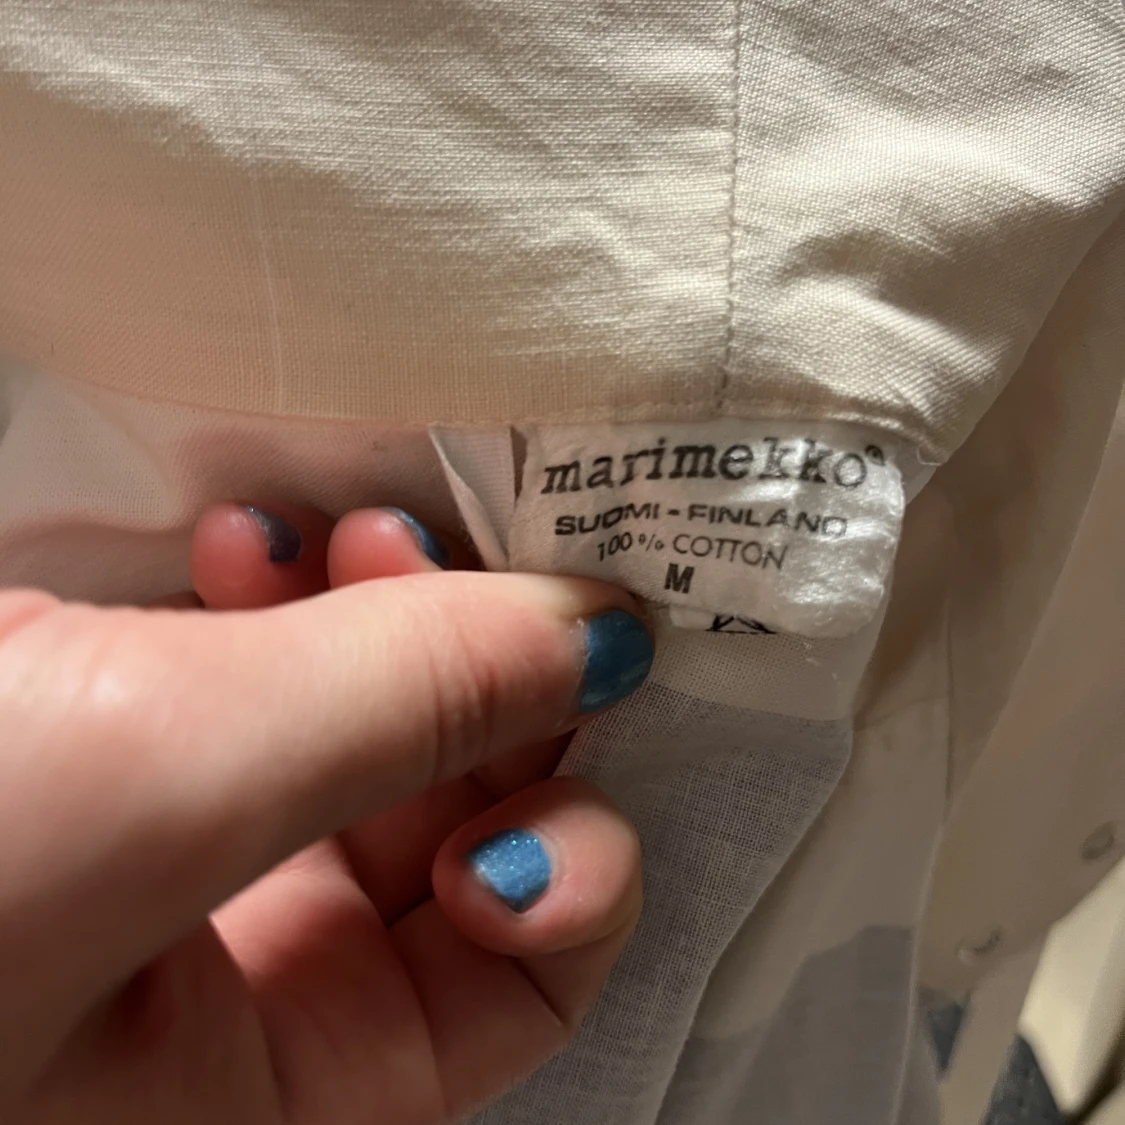 marimekko®
SUOMI - FINLAND
100 % COTTON
M